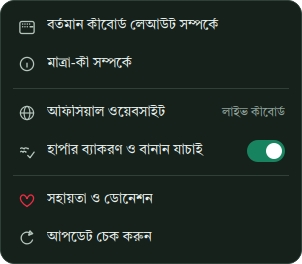 বর্তমান কীবোর্ড লেআউট সম্পর্কে
মাত্রা-কী সম্পর্কে
অফিসিয়াল ওয়েবসাইট লাইভ কীবোর্ড
হার্পার ব্যাকরণ ও বানান যাচাই
সহায়তা ও ডোনেশন
আপডেট চেক করুন